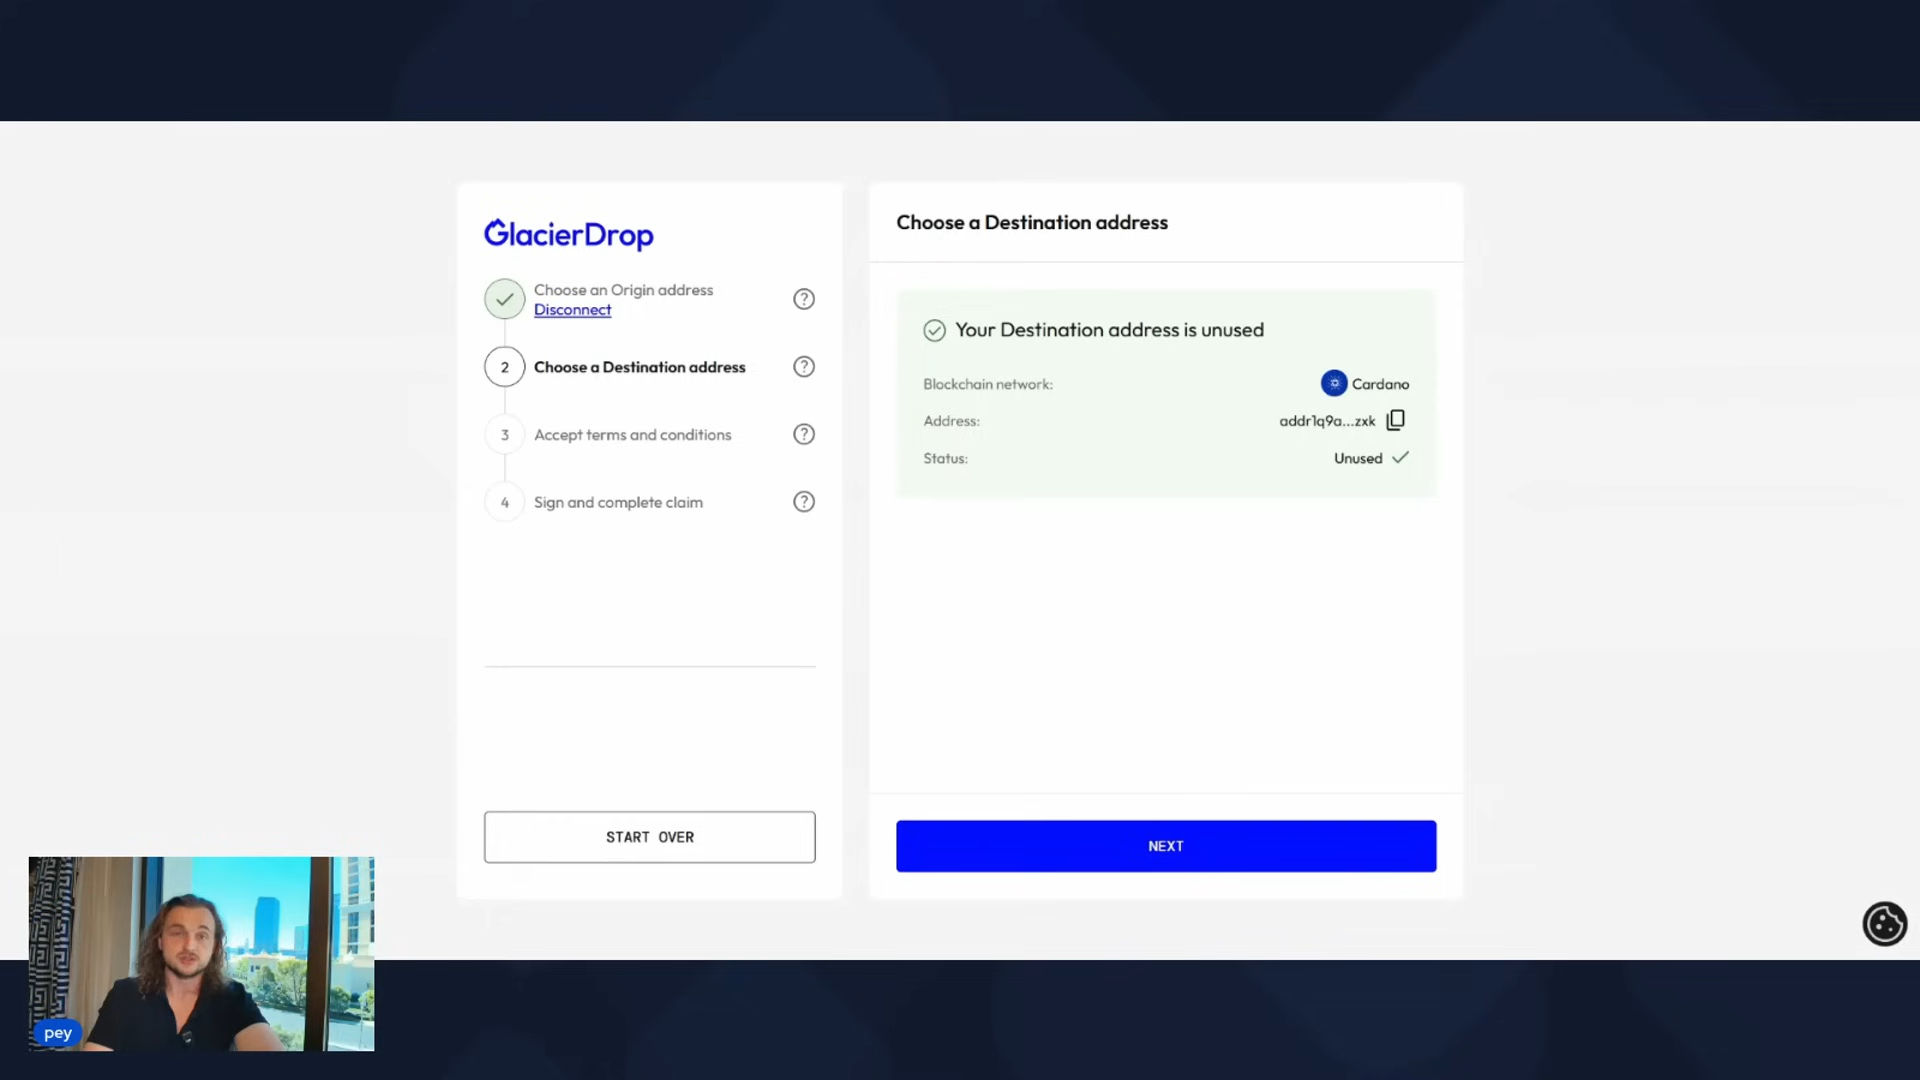 GlacierDrop
Choose an Origin address
Disconnect
2
Choose a Destination address
3
Accept terms and conditions
4
Sign and complete claim
START OVER
Choose a Destination address
Your Destination address is unused
Blockchain network:
Cardano
Address:
addr1q9a...zxk
Status:
Unused
NEXT
pey